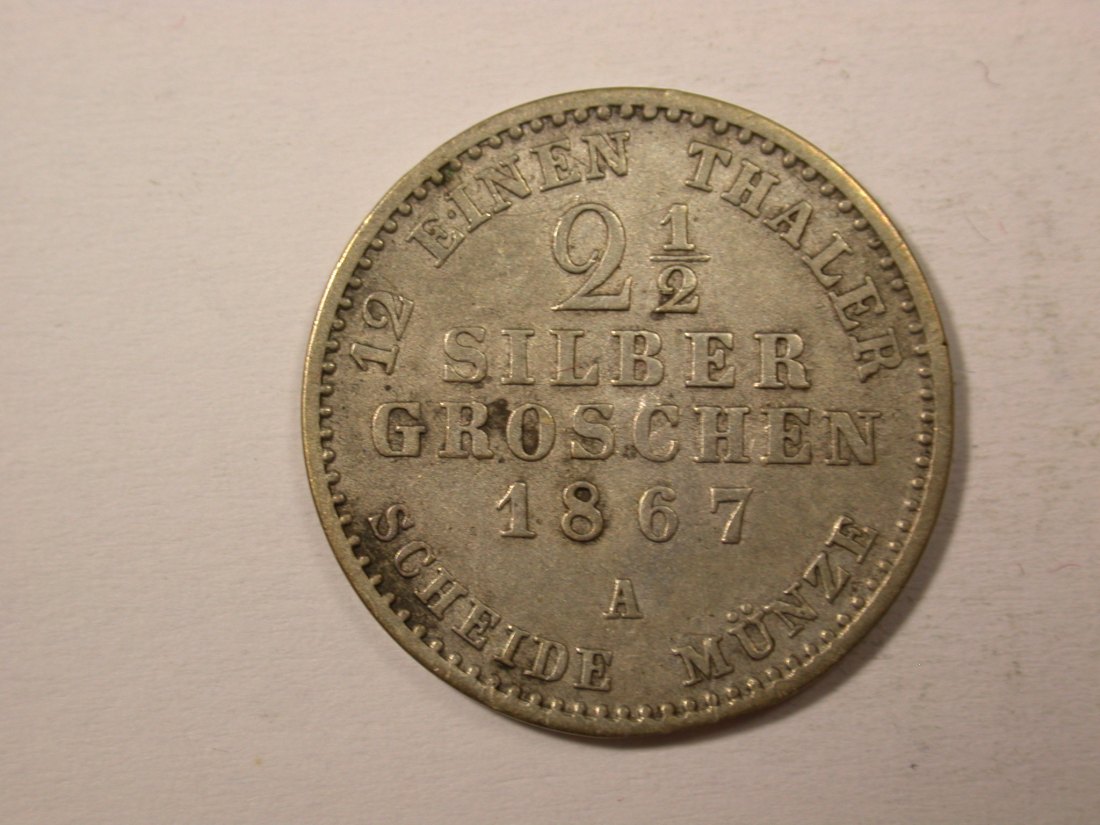 12 EINEN THALER
2 1/2
SILBER
GROSCHEN
1867
A
SCHEIDE MÜNZE